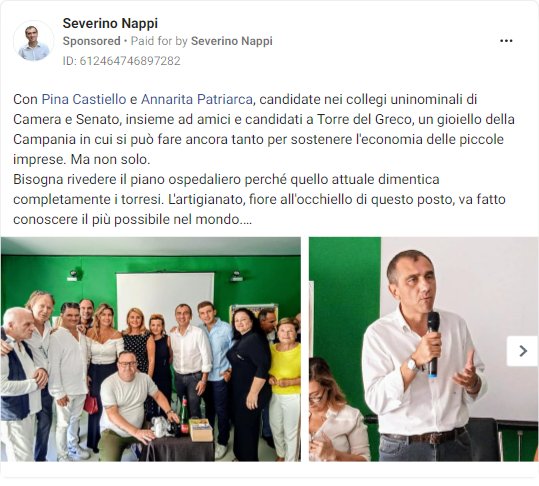 Severino Nappi
Sponsored • Paid for by Severino Nappi
ID: 612464746897282
Con Pina Castiello e Annarita Patriarca, candidate nei collegi uninominali di
Camera e Senato, insieme ad amici e candidati a Torre del Greco, un gioiello della
Campania in cui si può fare ancora tanto per sostenere l'economia delle piccole
imprese. Ma non solo.
Bisogna rivedere il piano ospedaliero perché quello attuale dimentica
completamente i torresi. L'artigianato, fiore all'occhiello di questo posto, va fatto
conoscere il più possibile nel mondo....